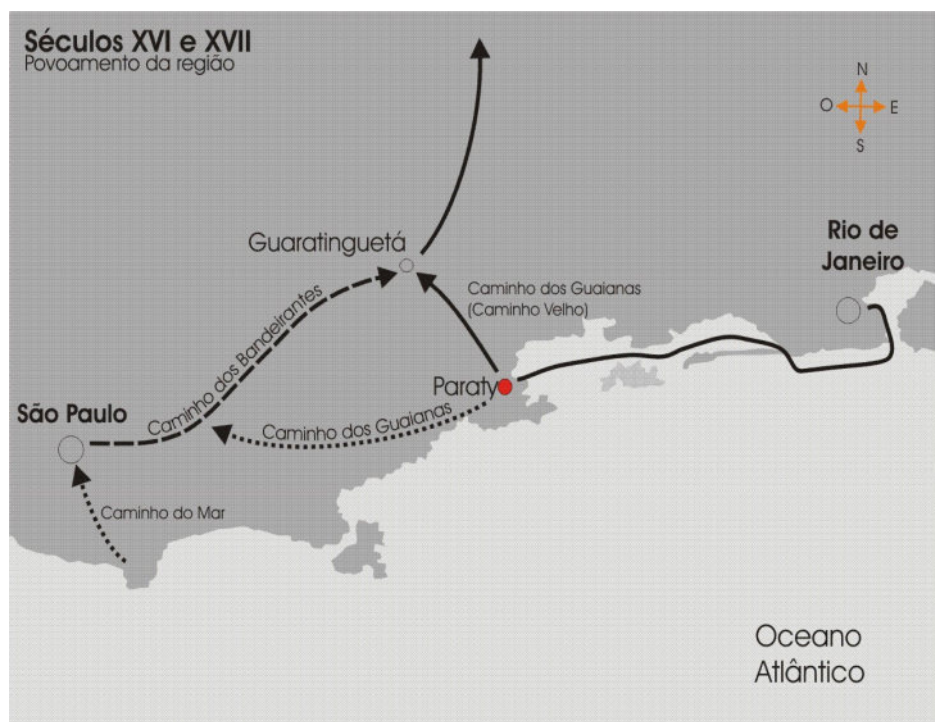 Séculos XVI e XVII
Povoamento da região
N
O
E
S
Guaratinguetá
Rio de
Janeiro
Caminho dos Guaianas
(Caminho Velho)
Caminho dos Bandeirantes
Paraty
São Paulo
Caminho dos Guaianas
Caminho do Mar
Oceano
Atlântico